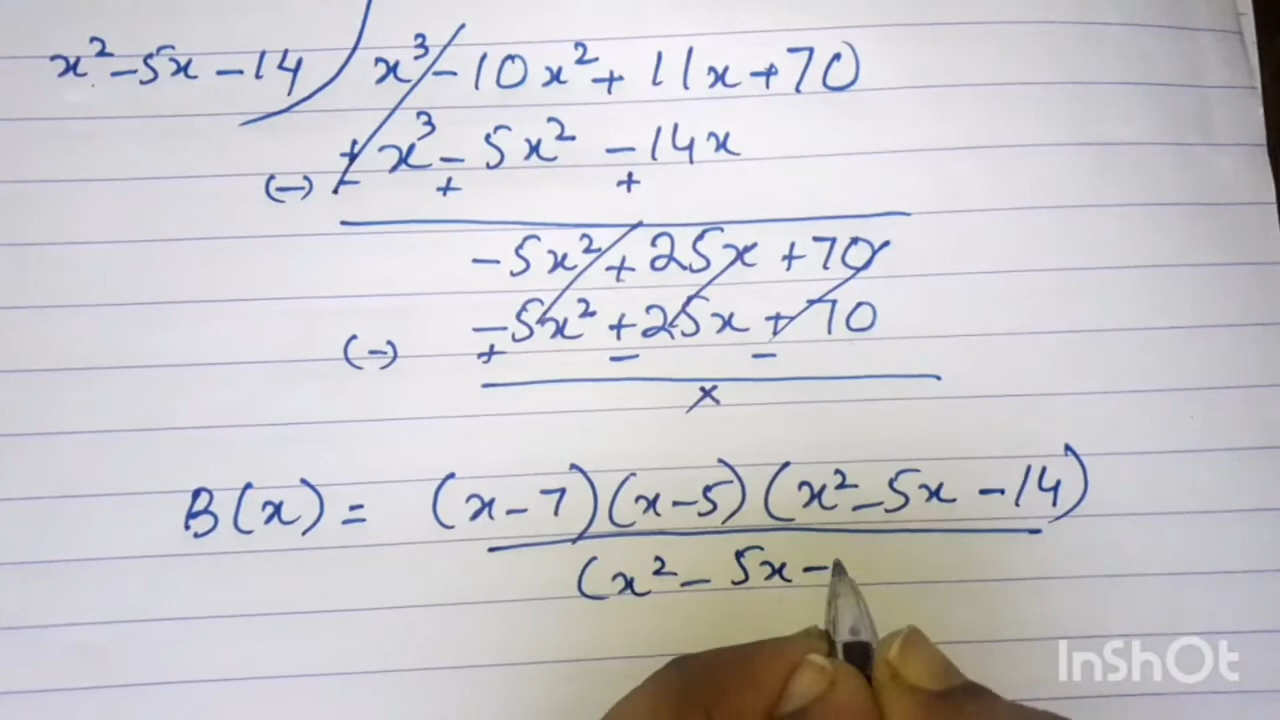 x² - 5x - 14 ) x³ - 10x² + 11x + 70
+ x³ - 5x² - 14x
(-) - + +
- 5x² + 25x + 70
- 5x² + 25x + 70
(-) + - -
x
B(x) = (x - 7)(x - 5)(x² - 5x - 14)
(x² - 5x -
InShOt